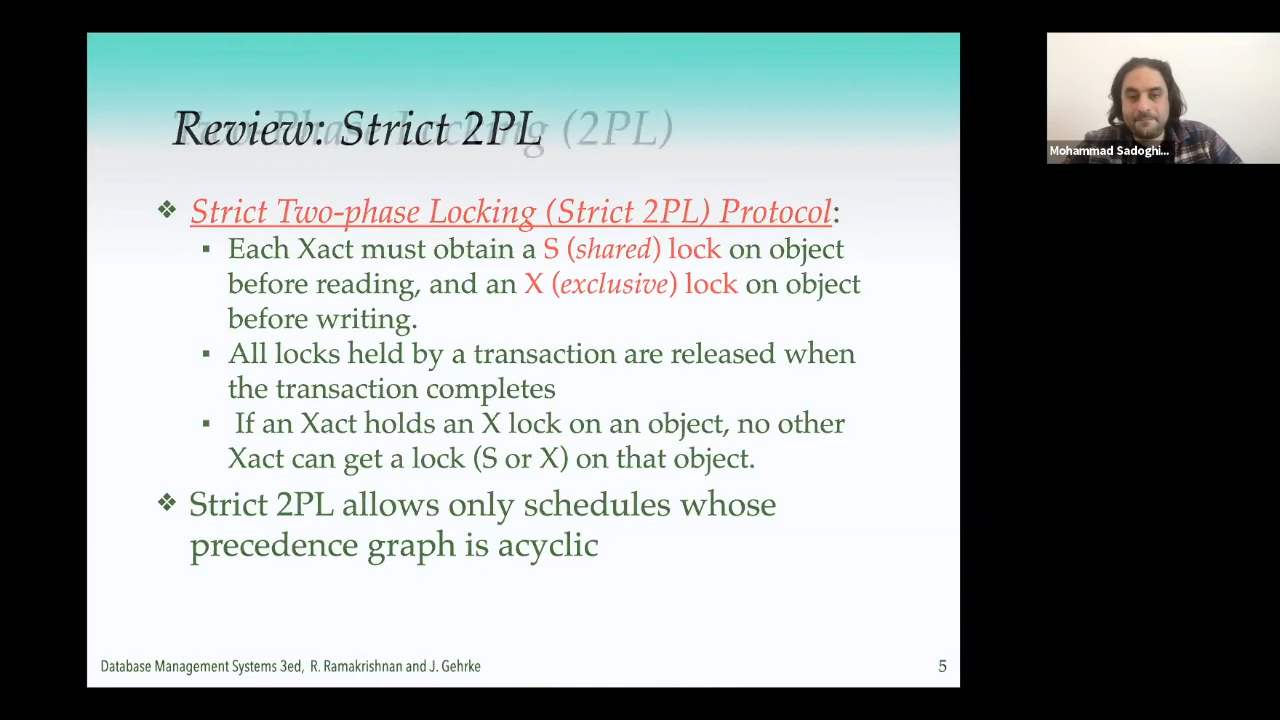 Review: Strict 2PL
Two-Phase Locking (2PL)
Mohammad Sadoghi...
❖ Strict Two-phase Locking (Strict 2PL) Protocol:
▪ Each Xact must obtain a S (shared) lock on object
before reading, and an X (exclusive) lock on object
before writing.
▪ All locks held by a transaction are released when
the transaction completes
▪ If an Xact holds an X lock on an object, no other
Xact can get a lock (S or X) on that object.
❖ Strict 2PL allows only schedules whose
precedence graph is acyclic
Database Management Systems 3ed, R. Ramakrishnan and J. Gehrke
5